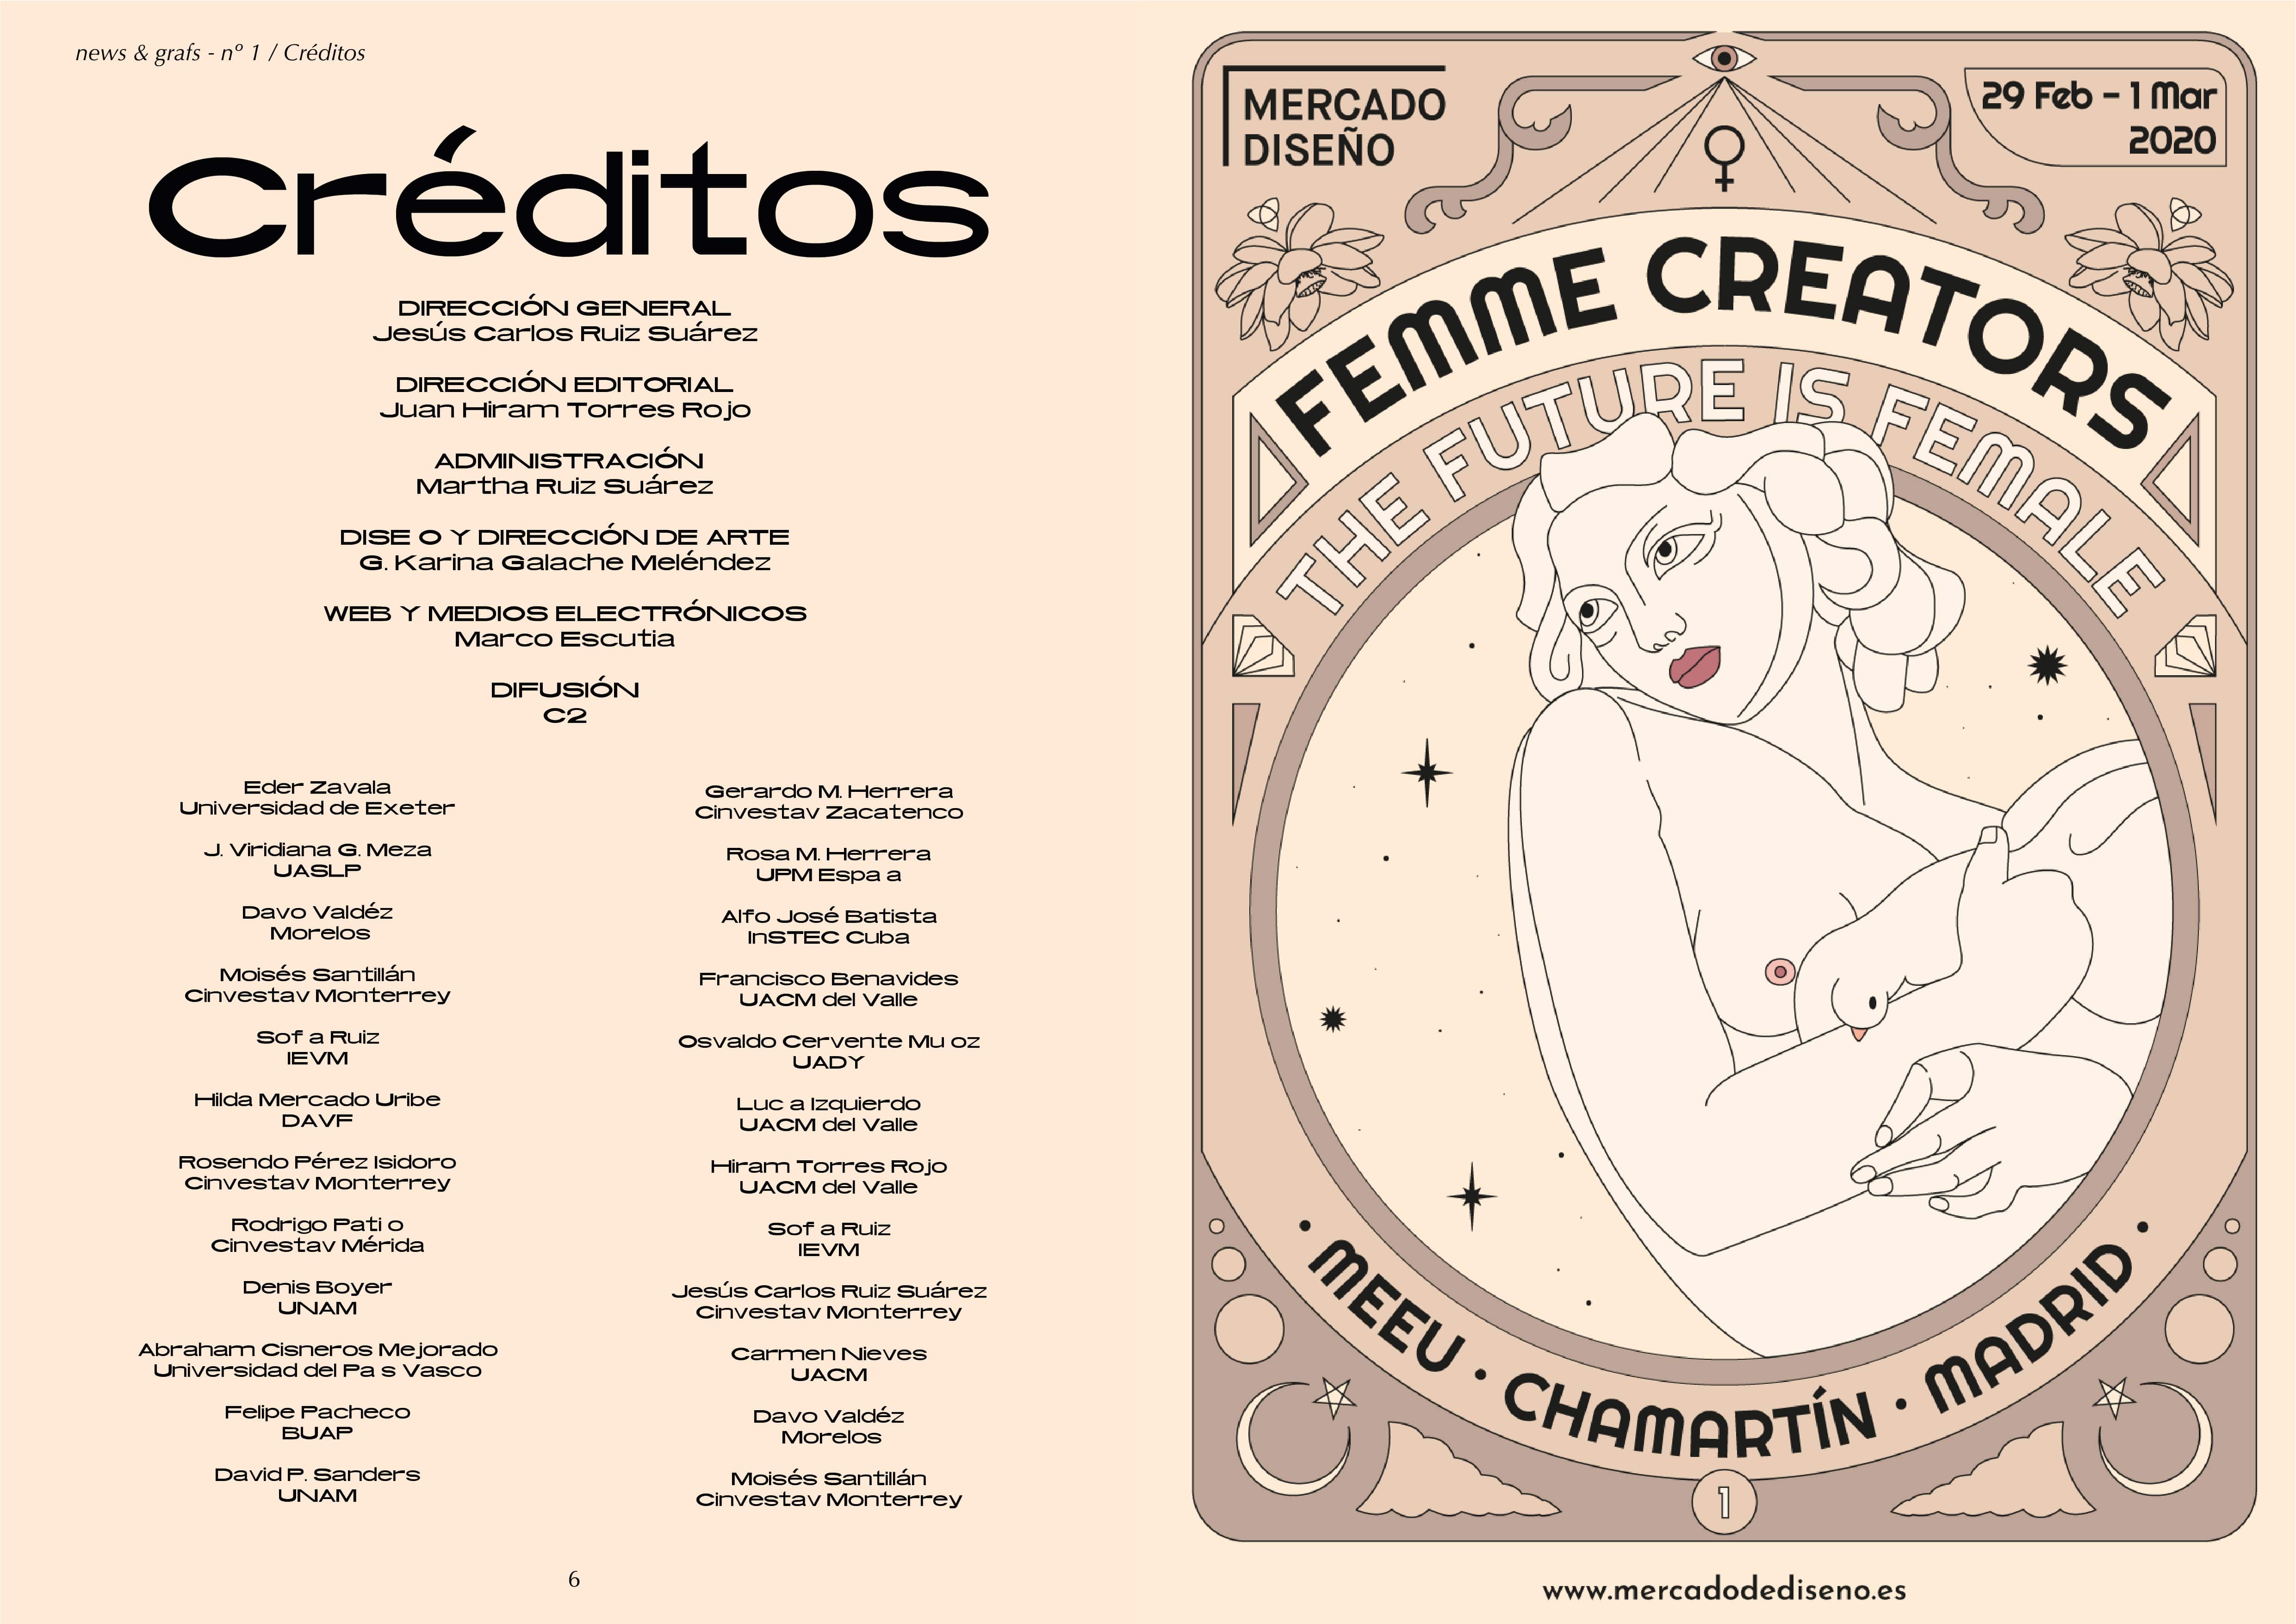 news & grafs - nº 1 / Créditos
Créditos
DIRECCIÓN GENERAL
Jesús Carlos Ruiz Suárez
DIRECCIÓN EDITORIAL
Juan Hiram Torres Rojo
ADMINISTRACIÓN
Martha Ruiz Suárez
DISE O Y DIRECCIÓN DE ARTE
G. Karina Galache Meléndez
WEB Y MEDIOS ELECTRÓNICOS
Marco Escutia
DIFUSIÓN
C2
Eder Zavala
Universidad de Exeter
J. Viridiana G. Meza
UASLP
Davo Valdéz
Morelos
Moisés Santillán
Cinvestav Monterrey
Sof a Ruiz
IEVM
Hilda Mercado Uribe
DAVF
Rosendo Pérez Isidoro
Cinvestav Monterrey
Rodrigo Pati o
Cinvestav Mérida
Denis Boyer
UNAM
Abraham Cisneros Mejorado
Universidad del Pa s Vasco
Felipe Pacheco
BUAP
David P. Sanders
UNAM
Gerardo M. Herrera
Cinvestav Zacatenco
Rosa M. Herrera
UPM Espa a
Alfo José Batista
InSTEC Cuba
Francisco Benavides
UACM del Valle
Osvaldo Cervente Mu oz
UADY
Luc a Izquierdo
UACM del Valle
Hiram Torres Rojo
UACM del Valle
Sof a Ruiz
IEVM
Jesús Carlos Ruiz Suárez
Cinvestav Monterrey
Carmen Nieves
UACM
Davo Valdéz
Morelos
Moisés Santillán
Cinvestav Monterrey
6
MERCADO
DISEÑO
29 Feb - 1 Mar
2020
FEMME CREATORS
THE FUTURE IS FEMALE
• MEEU • CHAMARTÍN • MADRID •
1
www.mercadodediseno.es